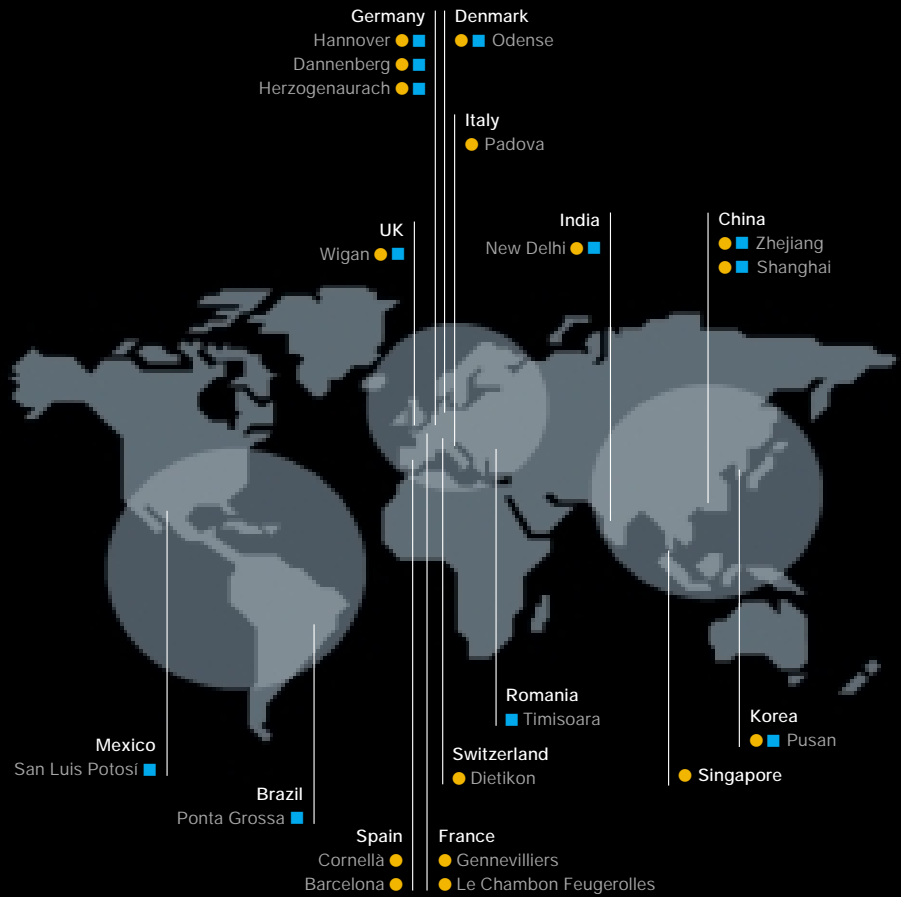 Germany
Hannover
Dannenberg
Herzogenaurach
Denmark
Odense
Italy
Padova
UK
Wigan
India
New Delhi
China
Zhejiang
Shanghai
Romania
Timisoara
Korea
Pusan
Mexico
San Luis Potosí
Switzerland
Dietikon
Singapore
Brazil
Ponta Grossa
Spain
Cornellà
Barcelona
France
Gennevilliers
Le Chambon Feugerolles